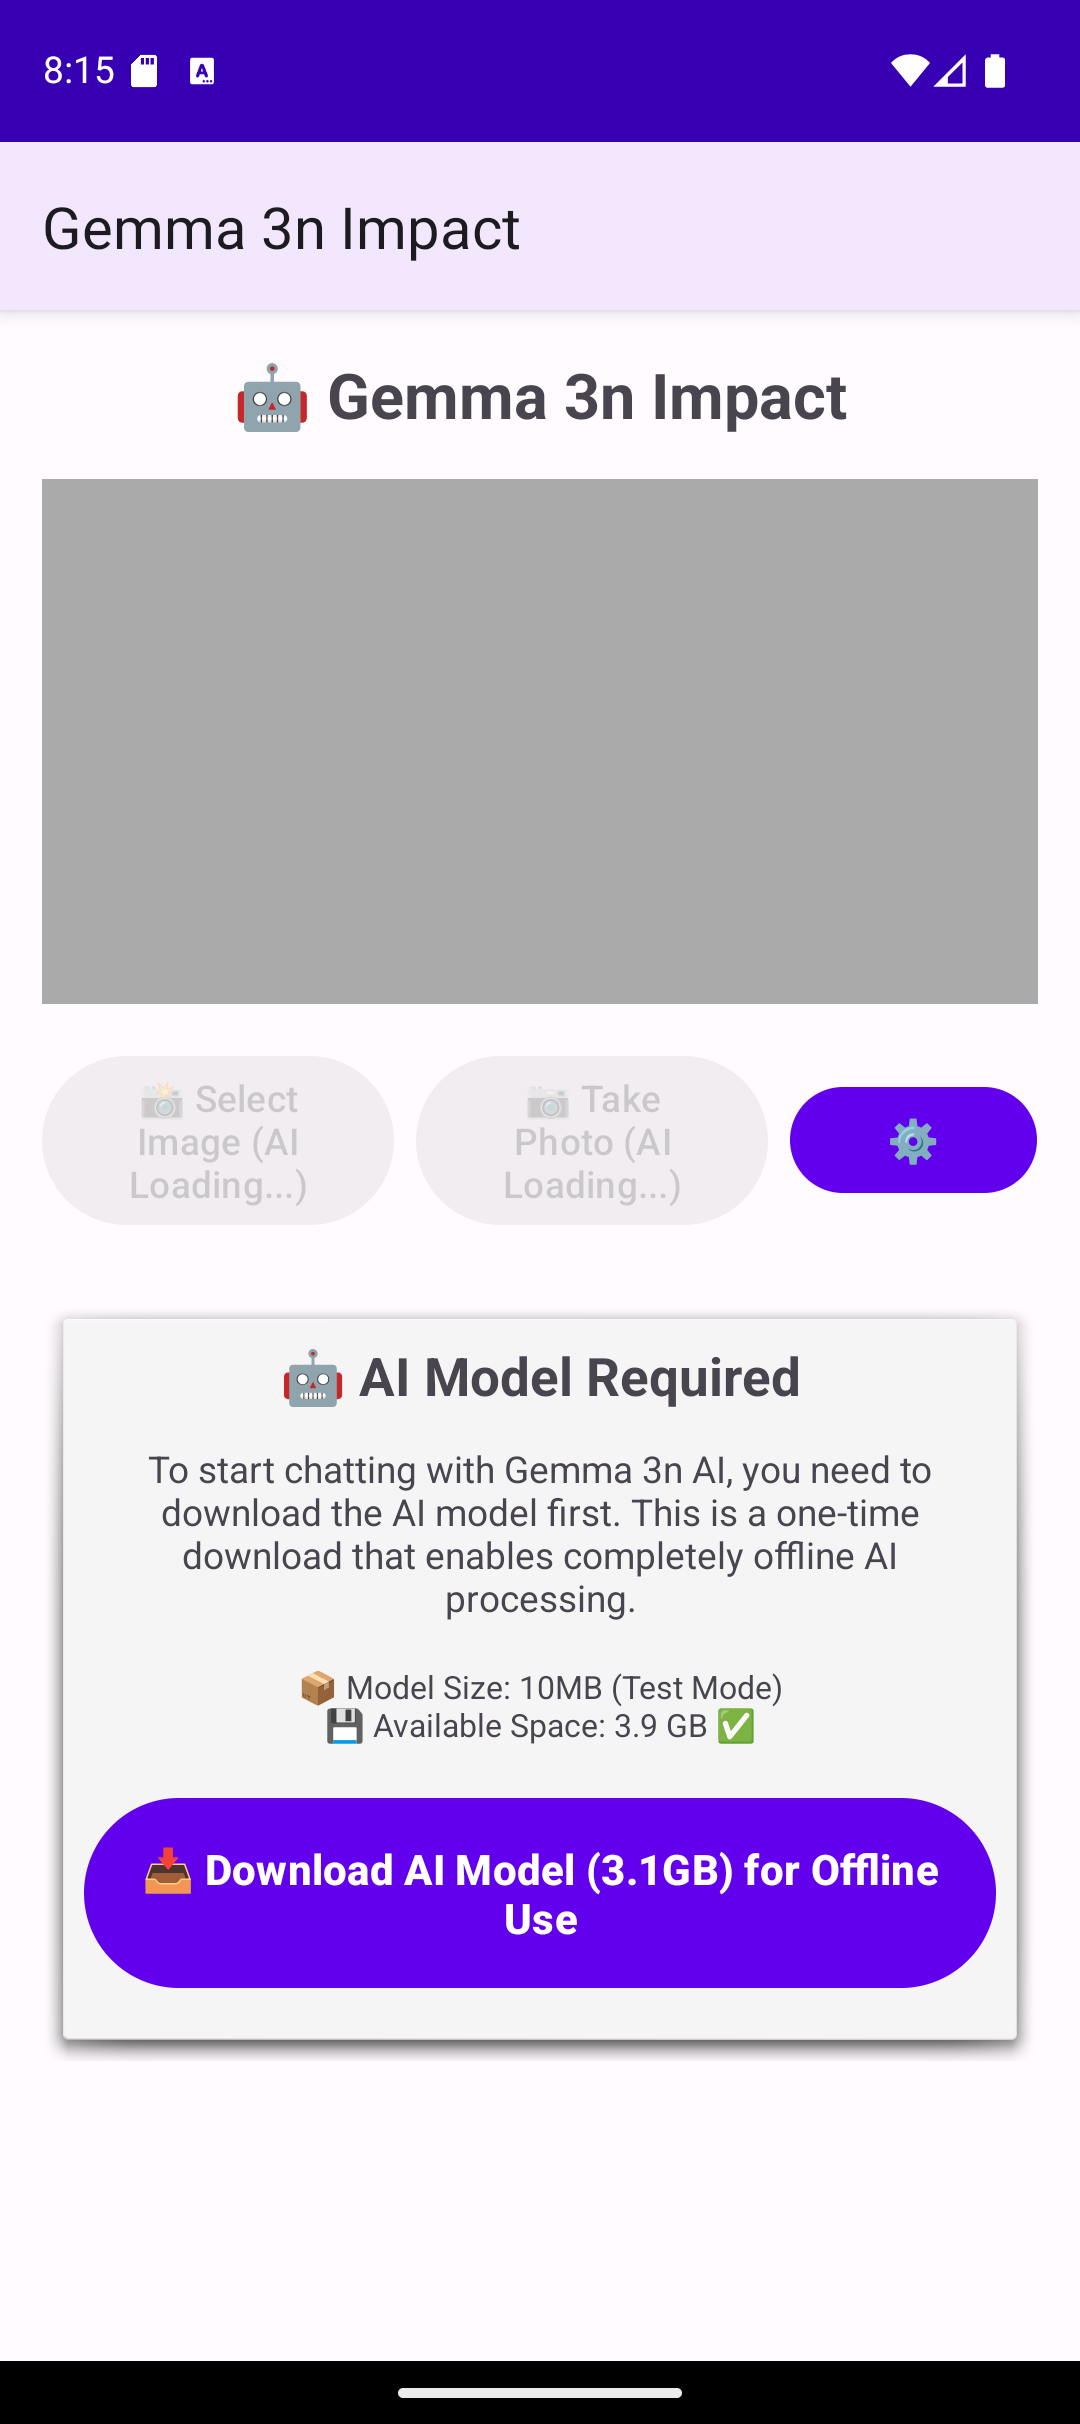 8:15
Gemma 3n Impact
🤖 Gemma 3n Impact
📸 Select
Image (AI
Loading...)
📷 Take
Photo (AI
Loading...)
⚙️
🤖 AI Model Required
To start chatting with Gemma 3n AI, you need to
download the AI model first. This is a one-time
download that enables completely offline AI
processing.
📦 Model Size: 10MB (Test Mode)
💾 Available Space: 3.9 GB ✅
📥 Download AI Model (3.1GB) for Offline
Use